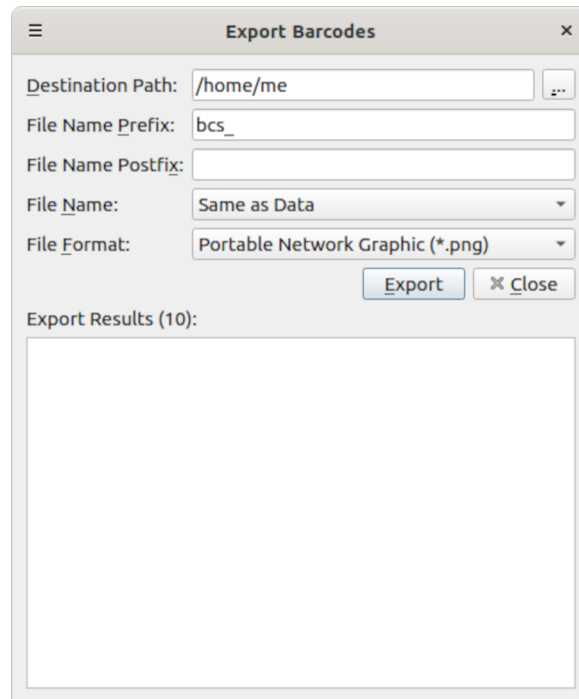 Export Barcodes
Destination Path: /home/me ...
File Name Prefix: bcs_
File Name Postfix:
File Name: Same as Data
File Format: Portable Network Graphic (*.png)
Export Close
Export Results (10):